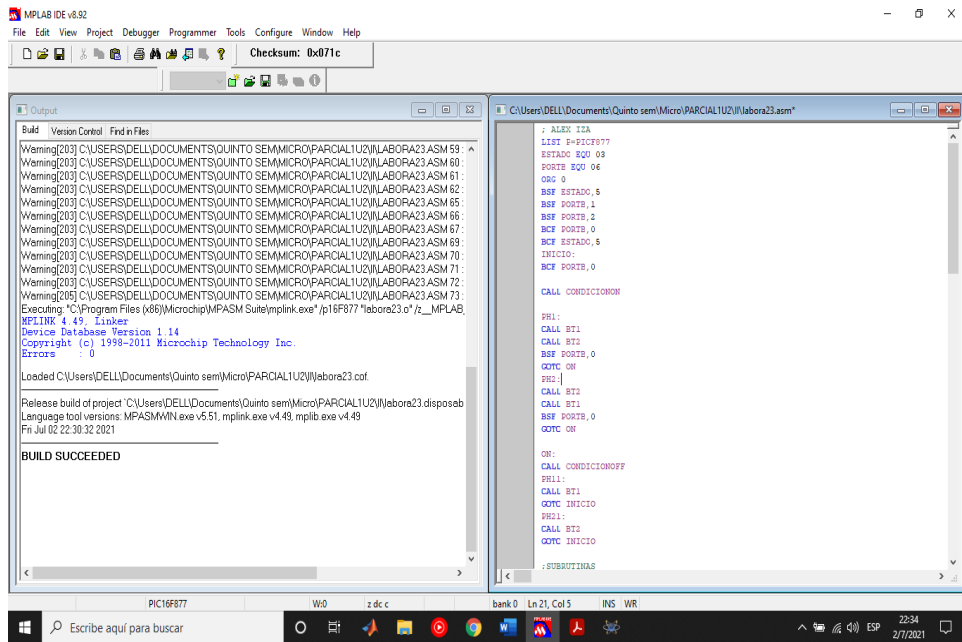 MPLAB IDE v8.92
File Edit View Project Debugger Programmer Tools Configure Window Help
Checksum: 0x071c
Output
Build Version Control Find in Files
Warning[203] C:\USERS\DELL\DOCUMENTS\QUINTO SEM\MICRO\PARCIAL1U2\II\LABORA23.ASM 59 :
Warning[203] C:\USERS\DELL\DOCUMENTS\QUINTO SEM\MICRO\PARCIAL1U2\II\LABORA23.ASM 60 :
Warning[203] C:\USERS\DELL\DOCUMENTS\QUINTO SEM\MICRO\PARCIAL1U2\II\LABORA23.ASM 61 :
Warning[203] C:\USERS\DELL\DOCUMENTS\QUINTO SEM\MICRO\PARCIAL1U2\II\LABORA23.ASM 62 :
Warning[203] C:\USERS\DELL\DOCUMENTS\QUINTO SEM\MICRO\PARCIAL1U2\II\LABORA23.ASM 65 :
Warning[203] C:\USERS\DELL\DOCUMENTS\QUINTO SEM\MICRO\PARCIAL1U2\II\LABORA23.ASM 66 :
Warning[203] C:\USERS\DELL\DOCUMENTS\QUINTO SEM\MICRO\PARCIAL1U2\II\LABORA23.ASM 67 :
Warning[203] C:\USERS\DELL\DOCUMENTS\QUINTO SEM\MICRO\PARCIAL1U2\II\LABORA23.ASM 69 :
Warning[203] C:\USERS\DELL\DOCUMENTS\QUINTO SEM\MICRO\PARCIAL1U2\II\LABORA23.ASM 70 :
Warning[203] C:\USERS\DELL\DOCUMENTS\QUINTO SEM\MICRO\PARCIAL1U2\II\LABORA23.ASM 71 :
Warning[203] C:\USERS\DELL\DOCUMENTS\QUINTO SEM\MICRO\PARCIAL1U2\II\LABORA23.ASM 72 :
Warning[205] C:\USERS\DELL\DOCUMENTS\QUINTO SEM\MICRO\PARCIAL1U2\II\LABORA23.ASM 73 :
Executing: "C:\Program Files (x86)\Microchip\MPASM Suite\mplink.exe" /p16F877 "labora23.o" /z__MPLAB_
MPLINK 4.49, Linker
Device Database Version 1.14
Copyright (c) 1998-2011 Microchip Technology Inc.
Errors : 0
Loaded C:\Users\DELL\Documents\Quinto sem\Micro\PARCIAL1U2\II\labora23.cof.
Release build of project `C:\Users\DELL\Documents\Quinto sem\Micro\PARCIAL1U2\II\labora23.disposab
Language tool versions: MPASMWIN.exe v5.51, mplink.exe v4.49, mplib.exe v4.49
Fri Jul 02 22:30:32 2021
BUILD SUCCEEDED
C:\Users\DELL\Documents\Quinto sem\Micro\PARCIAL1U2\II\labora23.asm*
; ALEX IZA
LIST P=PICF877
ESTADO EQU 03
PORTB EQU 06
ORG 0
BSF ESTADO,5
BSF PORTB,1
BSF PORTB,2
BCF PORTB,0
BCF ESTADO,5
INICIO:
BCF PORTB,0
CALL CONDICIONON
PH1:
CALL BT1
CALL BT2
BSF PORTB,0
GOTO ON
PH2:
CALL BT2
CALL BT1
BSF PORTB,0
GOTO ON
ON:
CALL CONDICIONOFF
PH11:
CALL BT1
GOTO INICIO
PH21:
CALL BT2
GOTO INICIO
;SUBRUTINAS
PIC16F877 W:0 z dc c bank 0 Ln 21, Col 5 INS WR
Escribe aquí para buscar
ESP
22:34
2/7/2021